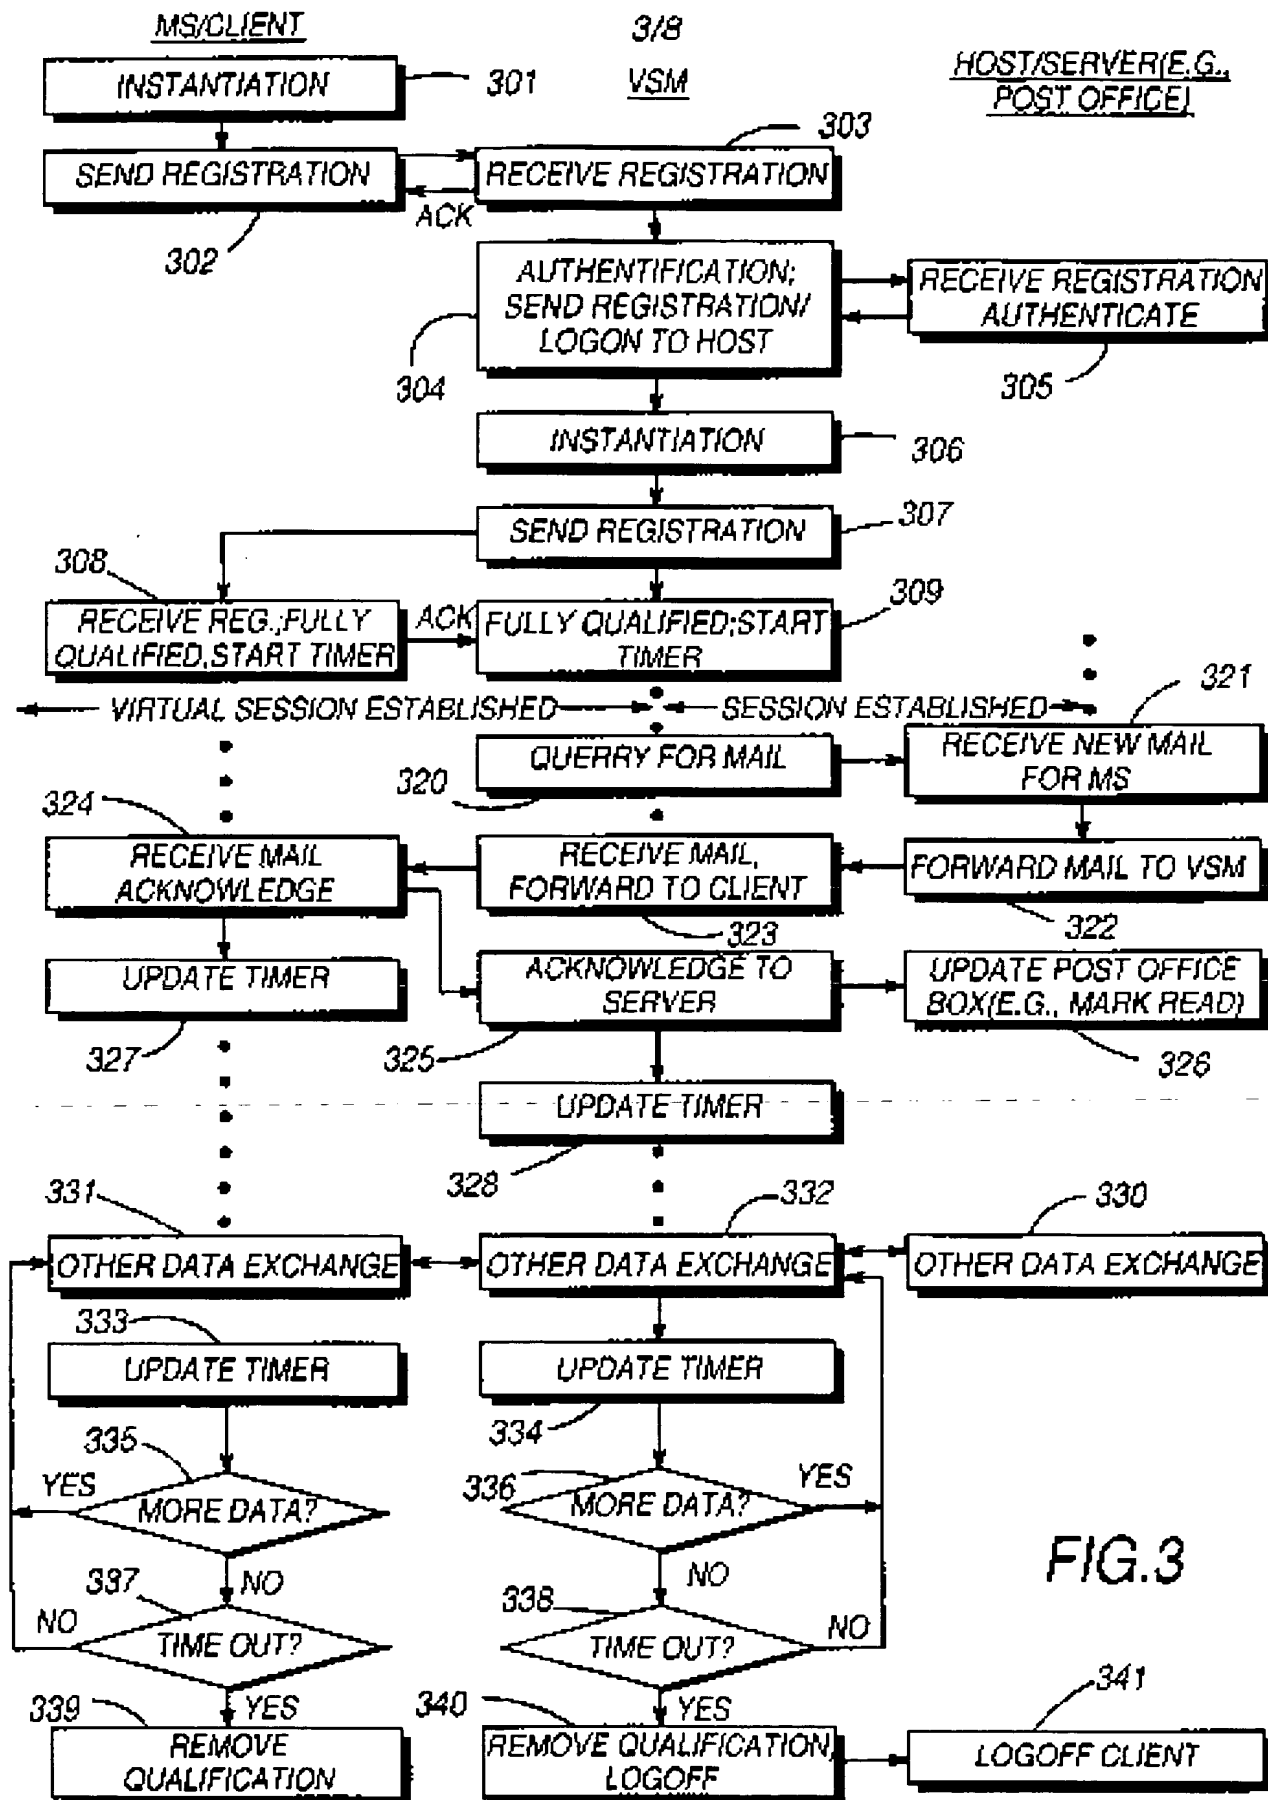 MS/CLIENT
3/8
VSM
HOST/SERVER(E.G.,
POST OFFICE)
INSTANTIATION
301
303
SEND REGISTRATION
RECEIVE REGISTRATION
ACK
302
AUTHENTIFICATION;
SEND REGISTRATION/
LOGON TO HOST
304
RECEIVE REGISTRATION
AUTHENTICATE
305
INSTANTIATION
306
SEND REGISTRATION
307
308
RECEIVE REG.;FULLY
QUALIFIED,START TIMER
ACK
FULLY QUALIFIED;START
TIMER
309
VIRTUAL SESSION ESTABLISHED
SESSION ESTABLISHED
321
QUERRY FOR MAIL
320
RECEIVE NEW MAIL
FOR MS
324
RECEIVE MAIL
ACKNOWLEDGE
RECEIVE MAIL,
FORWARD TO CLIENT
323
FORWARD MAIL TO VSM
322
UPDATE TIMER
327
ACKNOWLEDGE TO
SERVER
325
UPDATE POST OFFICE
BOX(E.G., MARK READ)
326
UPDATE TIMER
328
331
332
330
OTHER DATA EXCHANGE
OTHER DATA EXCHANGE
OTHER DATA EXCHANGE
333
UPDATE TIMER
UPDATE TIMER
334
335
YES
MORE DATA?
NO
336
YES
MORE DATA?
NO
FIG.3
337
NO
TIME OUT?
YES
338
NO
TIME OUT?
YES
339
REMOVE
QUALIFICATION
340
REMOVE QUALIFICATION,
LOGOFF
341
LOGOFF CLIENT